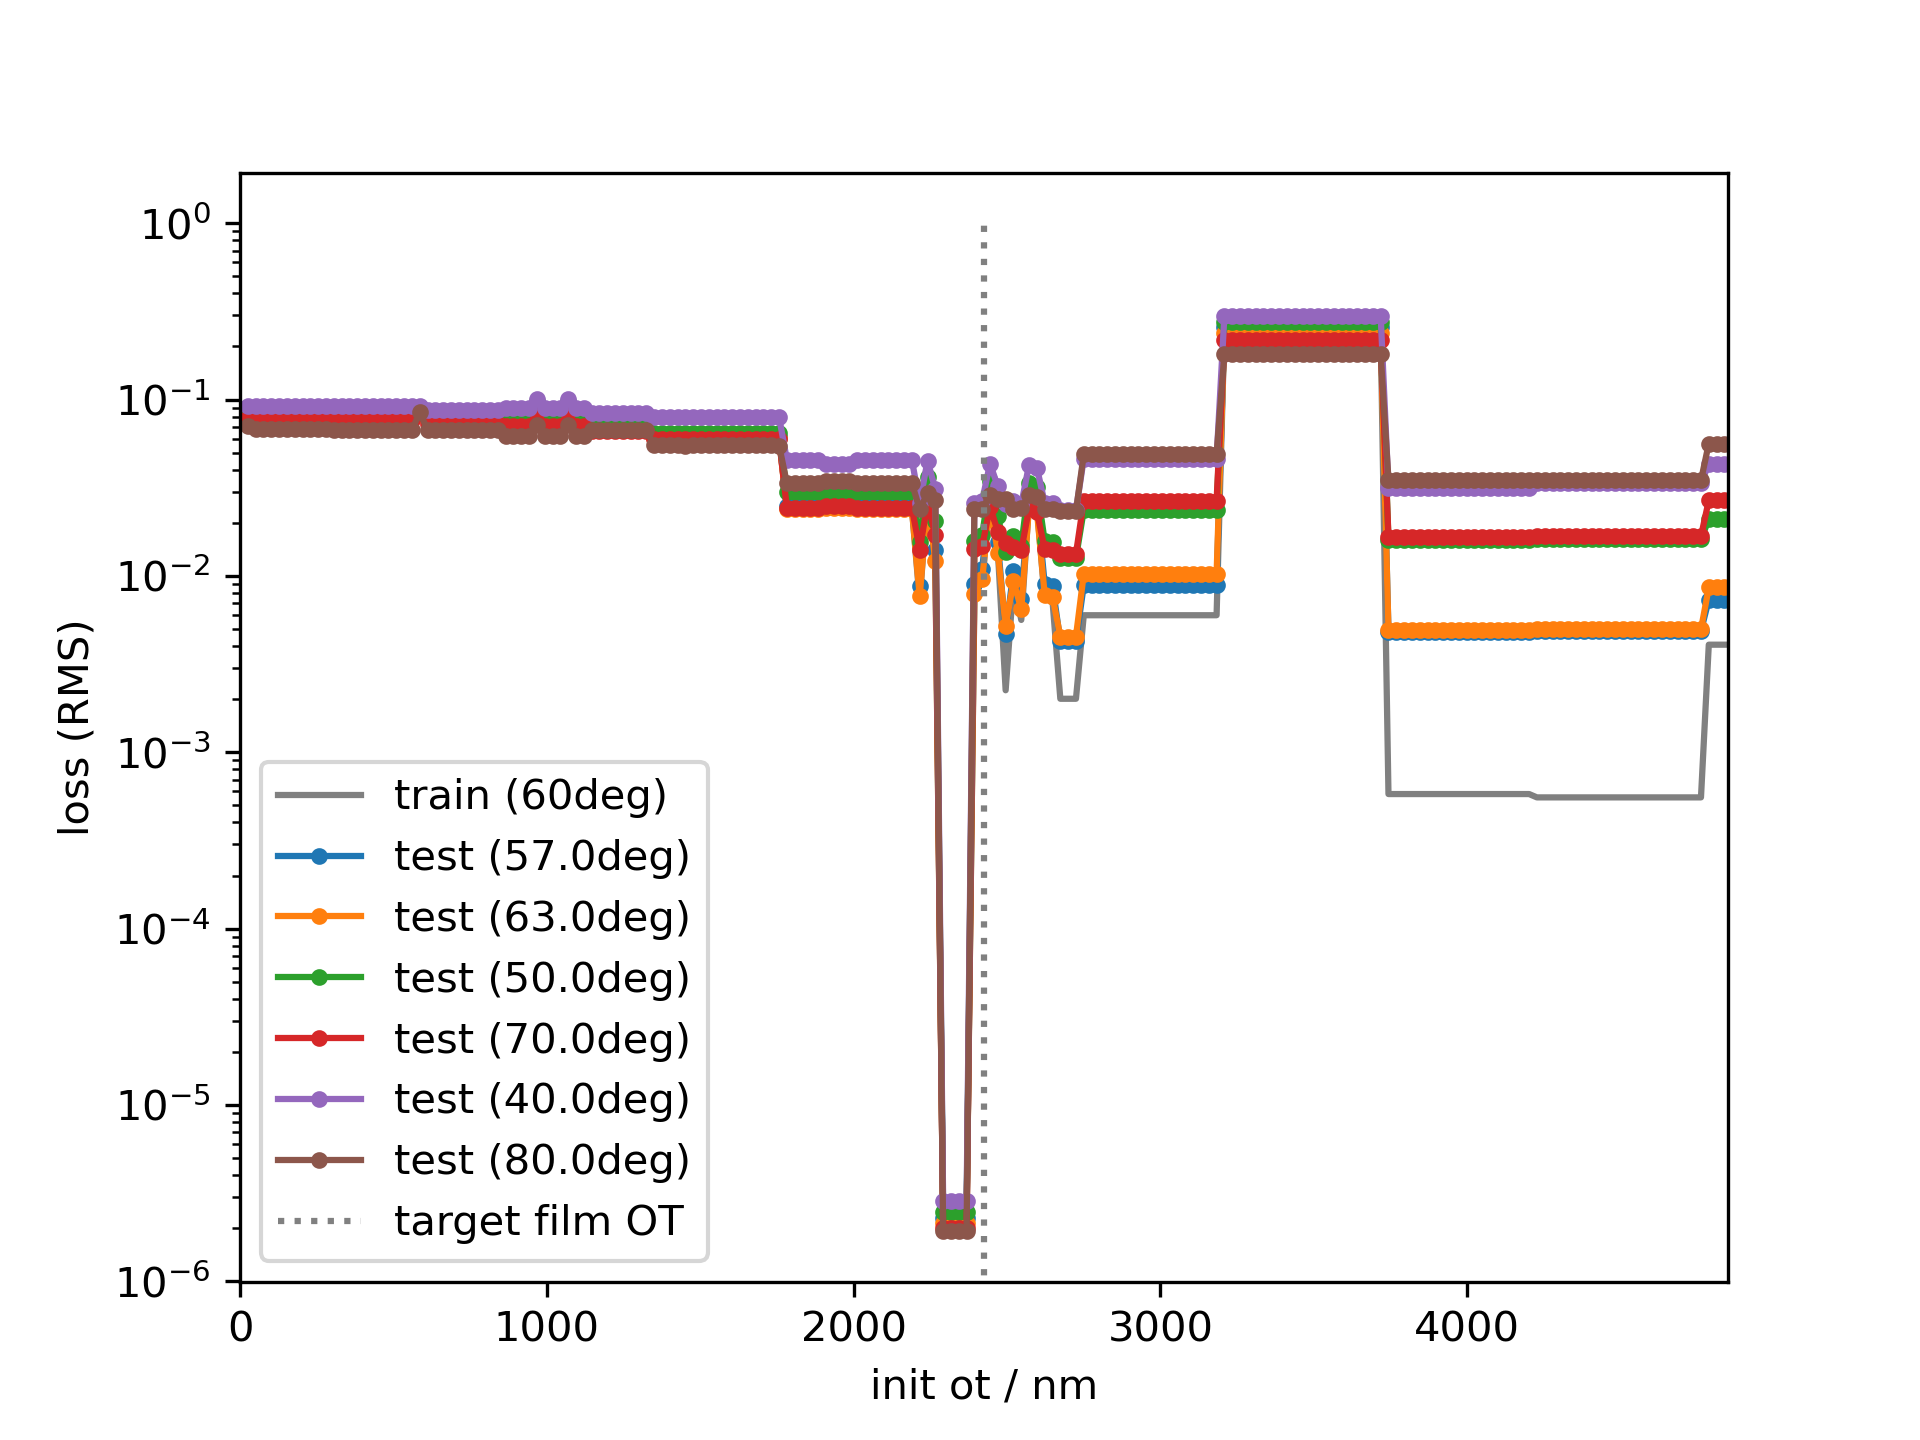 10⁰
10⁻¹
10⁻²
10⁻³
10⁻⁴
10⁻⁵
10⁻⁶
loss (RMS)
train (60deg)
test (57.0deg)
test (63.0deg)
test (50.0deg)
test (70.0deg)
test (40.0deg)
test (80.0deg)
target film OT
0 1000 2000 3000 4000
init ot / nm